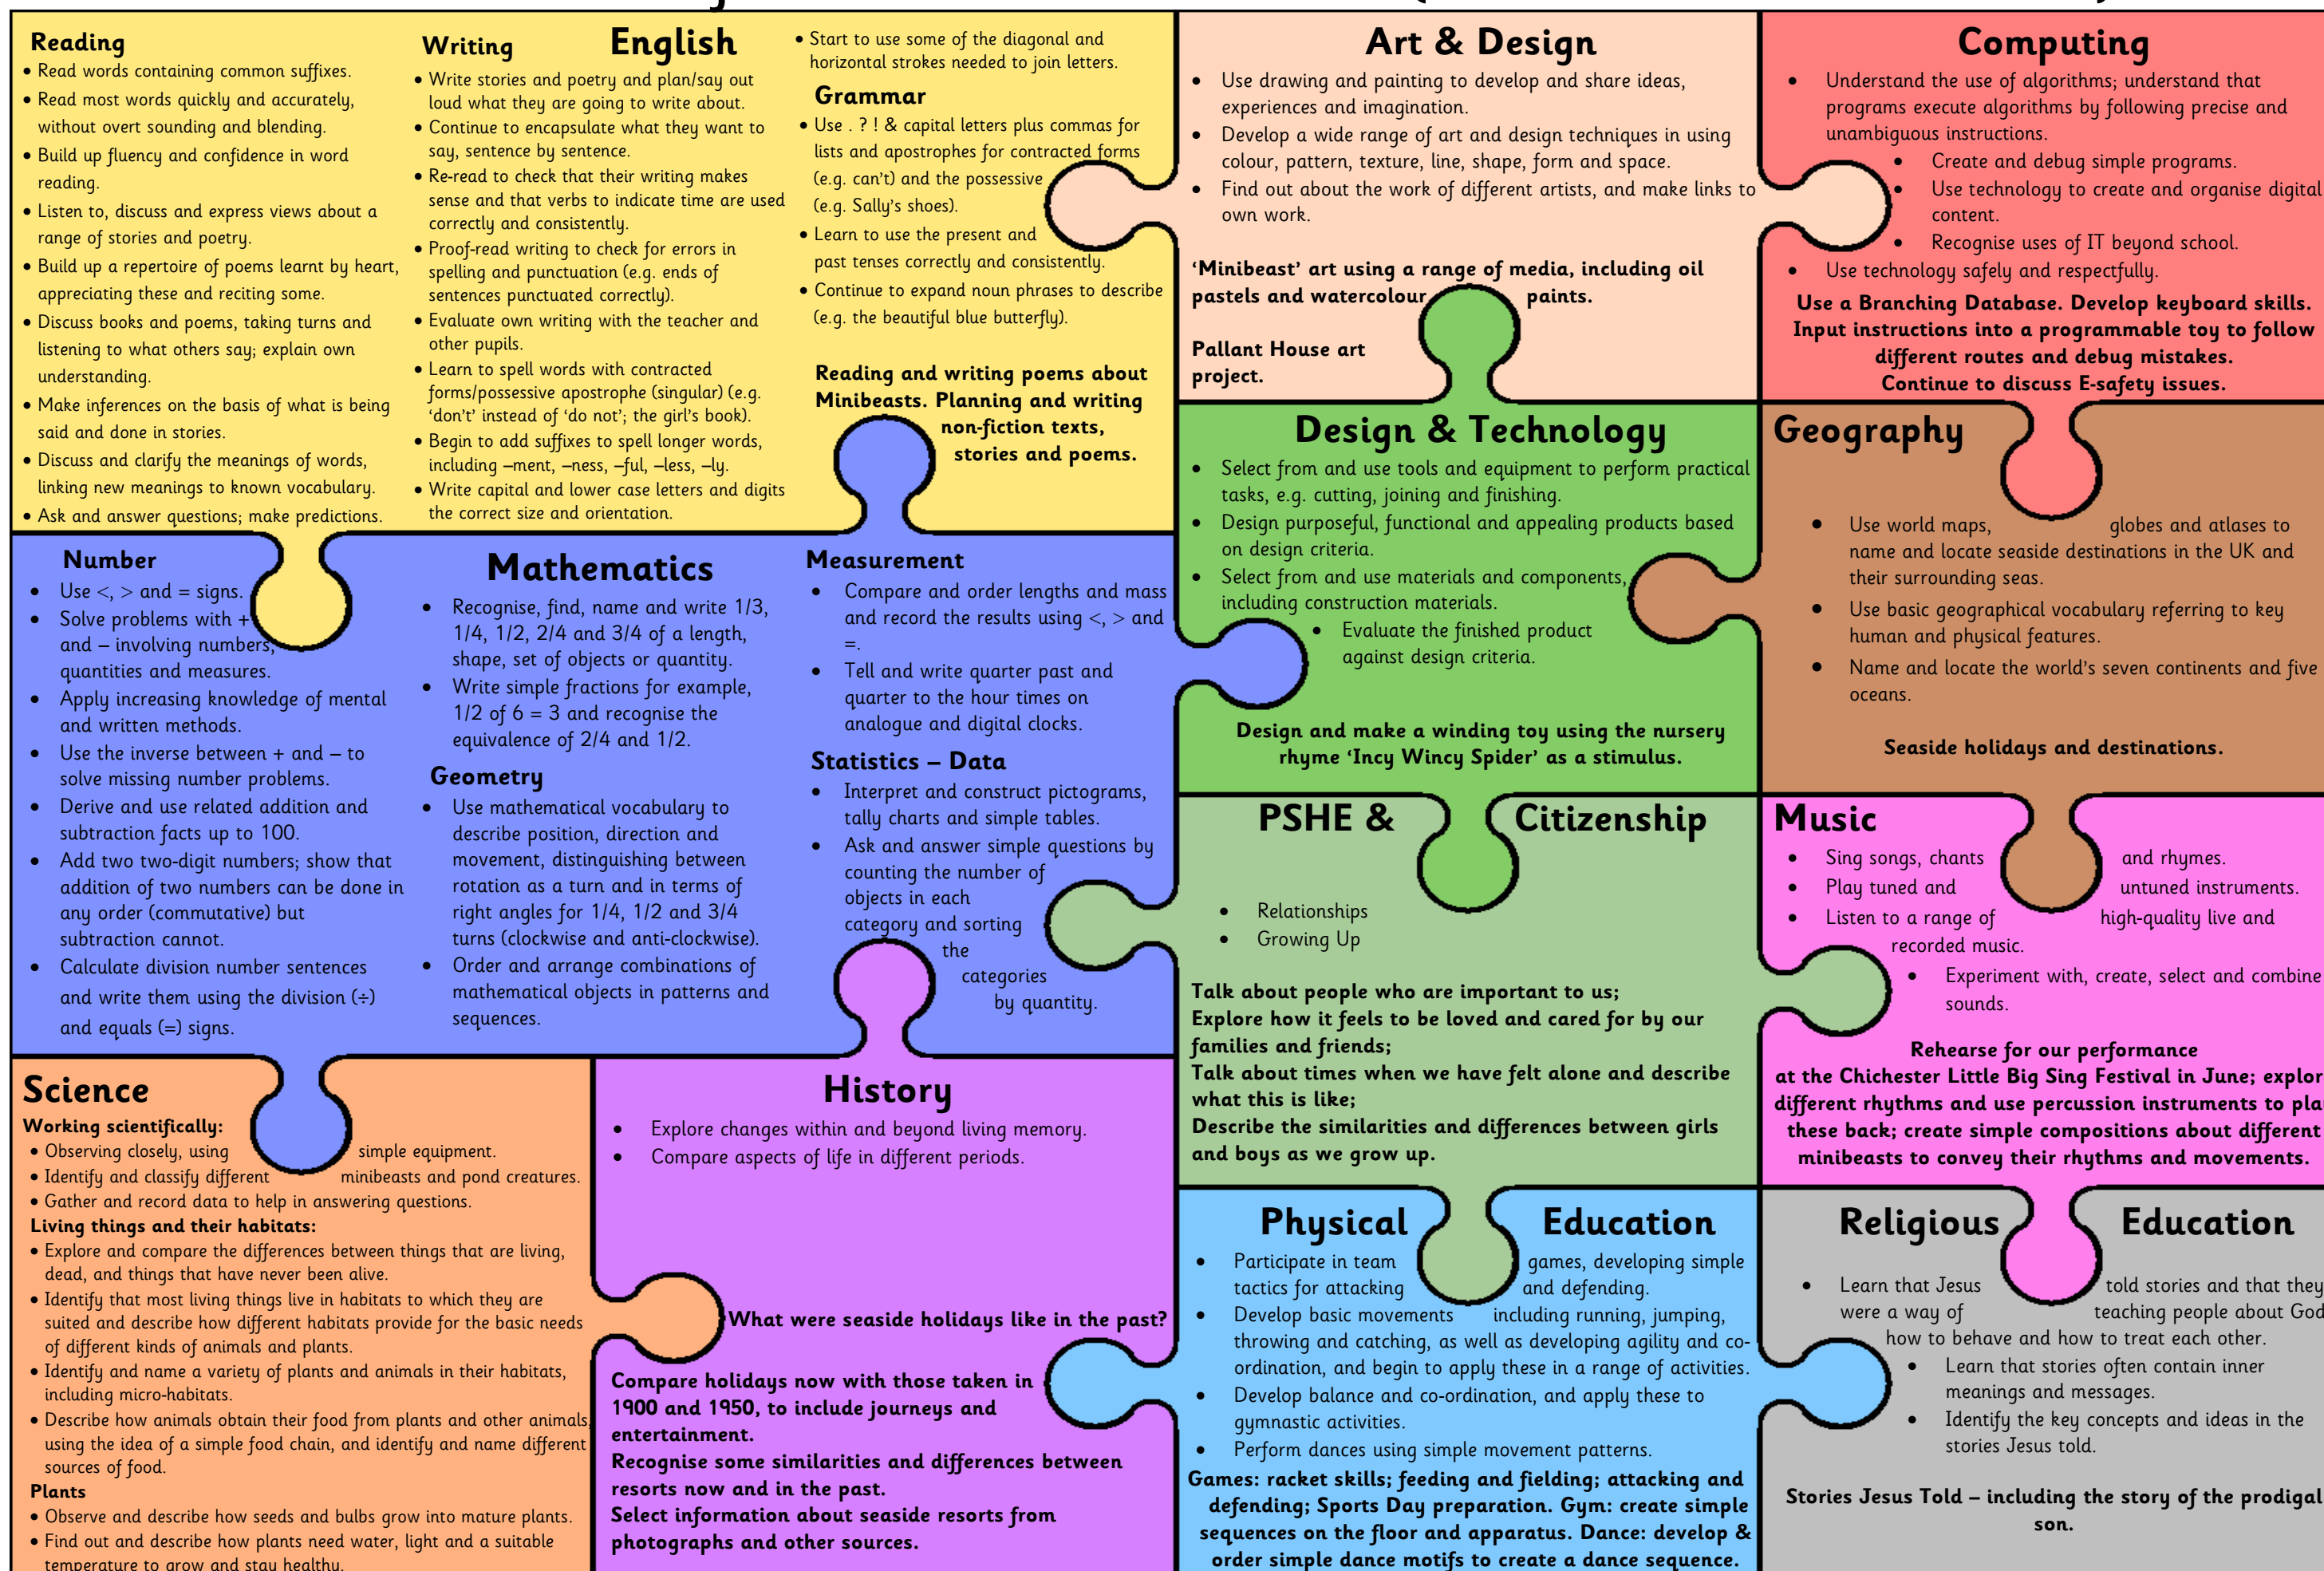 English
Reading
• Read words containing common suffixes.
• Read most words quickly and accurately,
without overt sounding and blending.
• Build up fluency and confidence in word
reading.
• Listen to, discuss and express views about a
range of stories and poetry.
• Build up a repertoire of poems learnt by heart,
appreciating these and reciting some.
• Discuss books and poems, taking turns and
listening to what others say; explain own
understanding.
• Make inferences on the basis of what is being
said and done in stories.
• Discuss and clarify the meanings of words,
linking new meanings to known vocabulary.
• Ask and answer questions; make predictions.
Writing
• Write stories and poetry and plan/say out
loud what they are going to write about.
• Continue to encapsulate what they want to
say, sentence by sentence.
• Re-read to check that their writing makes
sense and that verbs to indicate time are used
correctly and consistently.
• Proof-read writing to check for errors in
spelling and punctuation (e.g. ends of
sentences punctuated correctly).
• Evaluate own writing with the teacher and
other pupils.
• Learn to spell words with contracted
forms/possessive apostrophe (singular) (e.g.
‘don’t’ instead of ‘do not’; the girl’s book).
• Begin to add suffixes to spell longer words,
including –ment, –ness, –ful, –less, –ly.
• Write capital and lower case letters and digits
the correct size and orientation.
• Start to use some of the diagonal and
horizontal strokes needed to join letters.
Grammar
• Use . ? ! & capital letters plus commas for
lists and apostrophes for contracted forms
(e.g. can’t) and the possessive
(e.g. Sally’s shoes).
• Learn to use the present and
past tenses correctly and consistently.
• Continue to expand noun phrases to describe
(e.g. the beautiful blue butterfly).
Reading and writing poems about
Minibeasts. Planning and writing
non-fiction texts,
stories and poems.
Art & Design
• Use drawing and painting to develop and share ideas,
experiences and imagination.
• Develop a wide range of art and design techniques in using
colour, pattern, texture, line, shape, form and space.
• Find out about the work of different artists, and make links to
own work.
‘Minibeast’ art using a range of media, including oil
pastels and watercolour paints.
Pallant House art
project.
Computing
• Understand the use of algorithms; understand that
programs execute algorithms by following precise and
unambiguous instructions.
• Create and debug simple programs.
• Use technology to create and organise digital
content.
• Recognise uses of IT beyond school.
• Use technology safely and respectfully.
Use a Branching Database. Develop keyboard skills.
Input instructions into a programmable toy to follow
different routes and debug mistakes.
Continue to discuss E-safety issues.
Mathematics
Number
• Use <, > and = signs.
• Solve problems with +
and – involving numbers,
quantities and measures.
• Apply increasing knowledge of mental
and written methods.
• Use the inverse between + and – to
solve missing number problems.
• Derive and use related addition and
subtraction facts up to 100.
• Add two two-digit numbers; show that
addition of two numbers can be done in
any order (commutative) but
subtraction cannot.
• Calculate division number sentences
and write them using the division (÷)
and equals (=) signs.
• Recognise, find, name and write 1/3,
1/4, 1/2, 2/4 and 3/4 of a length,
shape, set of objects or quantity.
• Write simple fractions for example,
1/2 of 6 = 3 and recognise the
equivalence of 2/4 and 1/2.
Geometry
• Use mathematical vocabulary to
describe position, direction and
movement, distinguishing between
rotation as a turn and in terms of
right angles for 1/4, 1/2 and 3/4
turns (clockwise and anti-clockwise).
• Order and arrange combinations of
mathematical objects in patterns and
sequences.
Measurement
• Compare and order lengths and mass
and record the results using <, > and
=.
• Tell and write quarter past and
quarter to the hour times on
analogue and digital clocks.
Statistics – Data
• Interpret and construct pictograms,
tally charts and simple tables.
• Ask and answer simple questions by
counting the number of
objects in each
category and sorting
the
categories
by quantity.
Design & Technology
• Select from and use tools and equipment to perform practical
tasks, e.g. cutting, joining and finishing.
• Design purposeful, functional and appealing products based
on design criteria.
• Select from and use materials and components,
including construction materials.
• Evaluate the finished product
against design criteria.
Design and make a winding toy using the nursery
rhyme ‘Incy Wincy Spider’ as a stimulus.
Geography
• Use world maps, globes and atlases to
name and locate seaside destinations in the UK and
their surrounding seas.
• Use basic geographical vocabulary referring to key
human and physical features.
• Name and locate the world’s seven continents and five
oceans.
Seaside holidays and destinations.
PSHE & Citizenship
• Relationships
• Growing Up
Talk about people who are important to us;
Explore how it feels to be loved and cared for by our
families and friends;
Talk about times when we have felt alone and describe
what this is like;
Describe the similarities and differences between girls
and boys as we grow up.
Music
• Sing songs, chants and rhymes.
• Play tuned and untuned instruments.
• Listen to a range of high-quality live and
recorded music.
• Experiment with, create, select and combine
sounds.
Rehearse for our performance
at the Chichester Little Big Sing Festival in June; explor
different rhythms and use percussion instruments to pla
these back; create simple compositions about different
minibeasts to convey their rhythms and movements.
Science
Working scientifically:
• Observing closely, using simple equipment.
• Identify and classify different minibeasts and pond creatures.
• Gather and record data to help in answering questions.
Living things and their habitats:
• Explore and compare the differences between things that are living,
dead, and things that have never been alive.
• Identify that most living things live in habitats to which they are
suited and describe how different habitats provide for the basic needs
of different kinds of animals and plants.
• Identify and name a variety of plants and animals in their habitats,
including micro-habitats.
• Describe how animals obtain their food from plants and other animals,
using the idea of a simple food chain, and identify and name different
sources of food.
Plants
• Observe and describe how seeds and bulbs grow into mature plants.
• Find out and describe how plants need water, light and a suitable
temperature to grow and stay healthy.
History
• Explore changes within and beyond living memory.
• Compare aspects of life in different periods.
What were seaside holidays like in the past?
Compare holidays now with those taken in
1900 and 1950, to include journeys and
entertainment.
Recognise some similarities and differences between
resorts now and in the past.
Select information about seaside resorts from
photographs and other sources.
Physical Education
• Participate in team games, developing simple
tactics for attacking and defending.
• Develop basic movements including running, jumping,
throwing and catching, as well as developing agility and co-
ordination, and begin to apply these in a range of activities.
• Develop balance and co-ordination, and apply these to
gymnastic activities.
• Perform dances using simple movement patterns.
Games: racket skills; feeding and fielding; attacking and
defending; Sports Day preparation. Gym: create simple
sequences on the floor and apparatus. Dance: develop &
order simple dance motifs to create a dance sequence.
Religious Education
• Learn that Jesus told stories and that they
were a way of teaching people about God
how to behave and how to treat each other.
• Learn that stories often contain inner
meanings and messages.
• Identify the key concepts and ideas in the
stories Jesus told.
Stories Jesus Told – including the story of the prodigal
son.